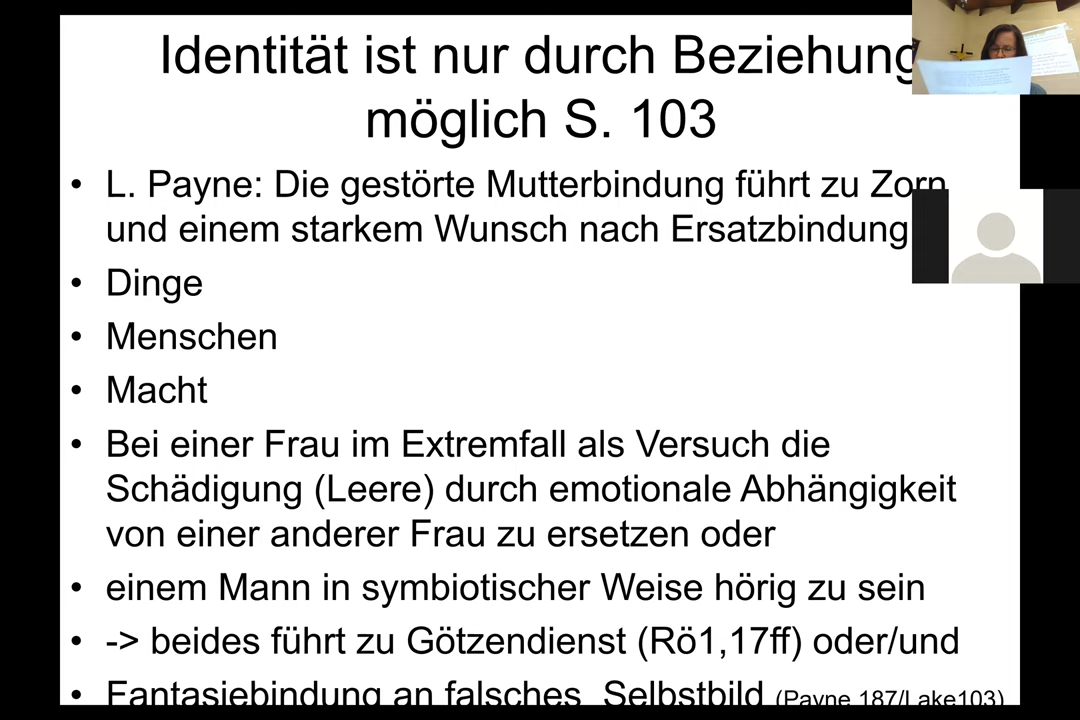 Identität ist nur durch Beziehung
möglich S. 103
• L. Payne: Die gestörte Mutterbindung führt zu Zorn
und einem starkem Wunsch nach Ersatzbindung
• Dinge
• Menschen
• Macht
• Bei einer Frau im Extremfall als Versuch die
Schädigung (Leere) durch emotionale Abhängigkeit
von einer anderer Frau zu ersetzen oder
• einem Mann in symbiotischer Weise hörig zu sein
• -> beides führt zu Götzendienst (Rö1,17ff) oder/und
• Fantasiebindung an falsches Selbstbild (Payne 187/Lake103)